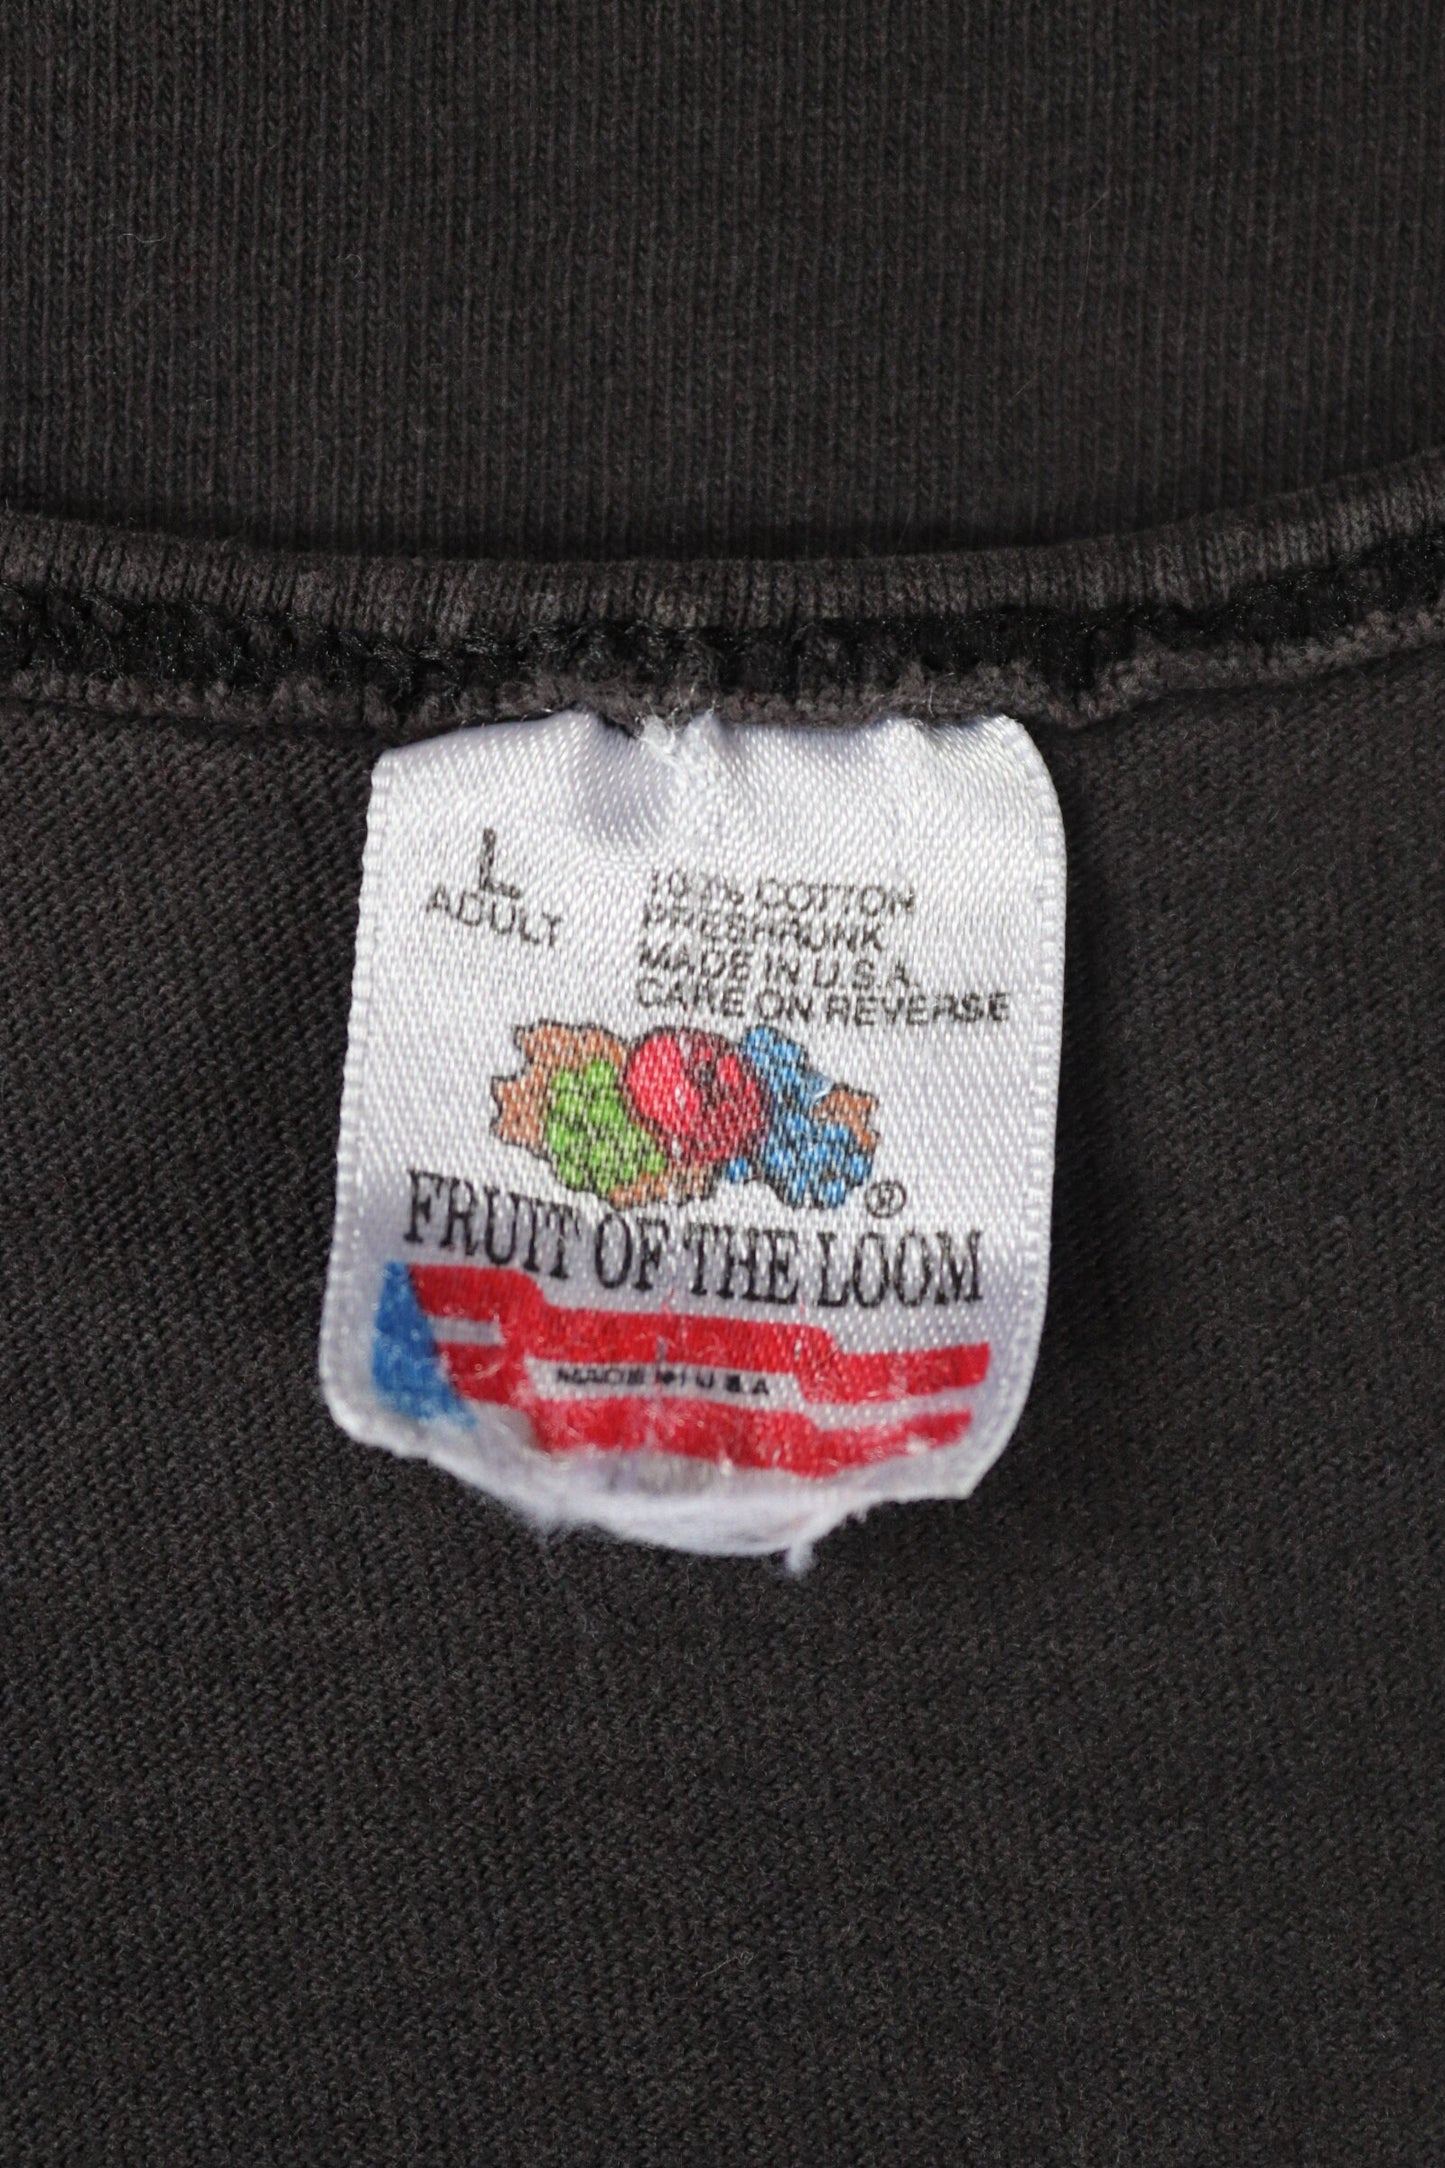 L
ADULT
100% COTTON
PRESHRUNK
MADE IN U.S.A.
CARE ON REVERSE
®
FRUIT OF THE LOOM
MADE IN U S A